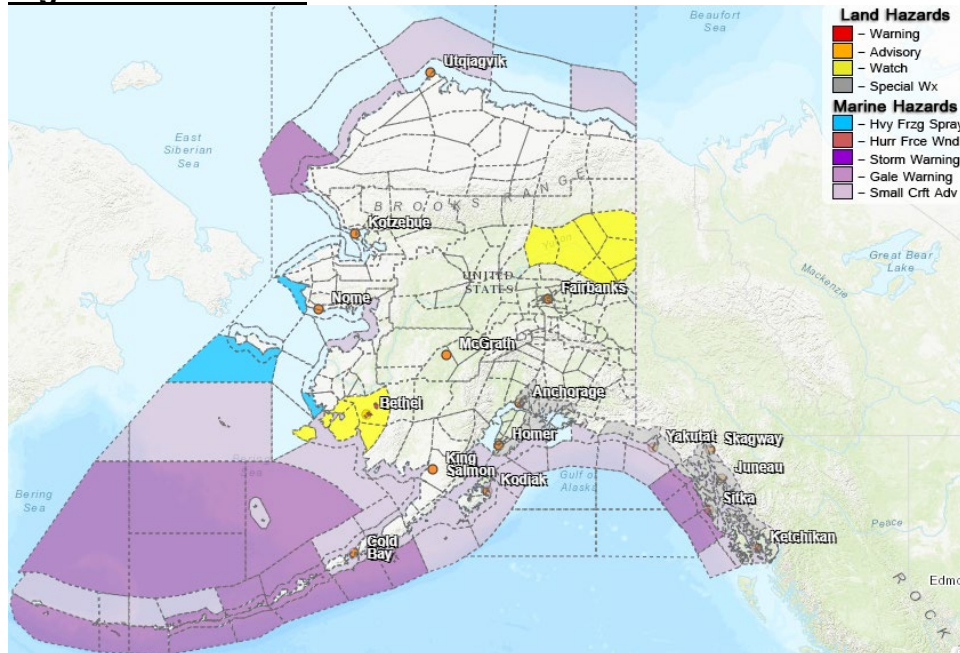 Beaufort
Sea
Land Hazards
– Warning
– Advisory
– Watch
– Special Wx
Marine Hazards
– Hvy Frzg Spray
– Hurr Frce Wnd
– Storm Warning
– Gale Warning
– Small Crft Adv
Utqiagvik
East
Siberian
Sea
BROOKS RANGE
Kotzebue
Yukon
Great Bear
Lake
Mackenzie
UNITED
STATES
Fairbanks
Nome
McGrath
Anchorage
Bethel
Homer
Yakutat
Skagway
King
Salmon
Juneau
Kodiak
Gulf of
Alaska
Sitka
Bering
Sea
Peace
Cold
Bay
Ketchikan
Edmo
ROCK